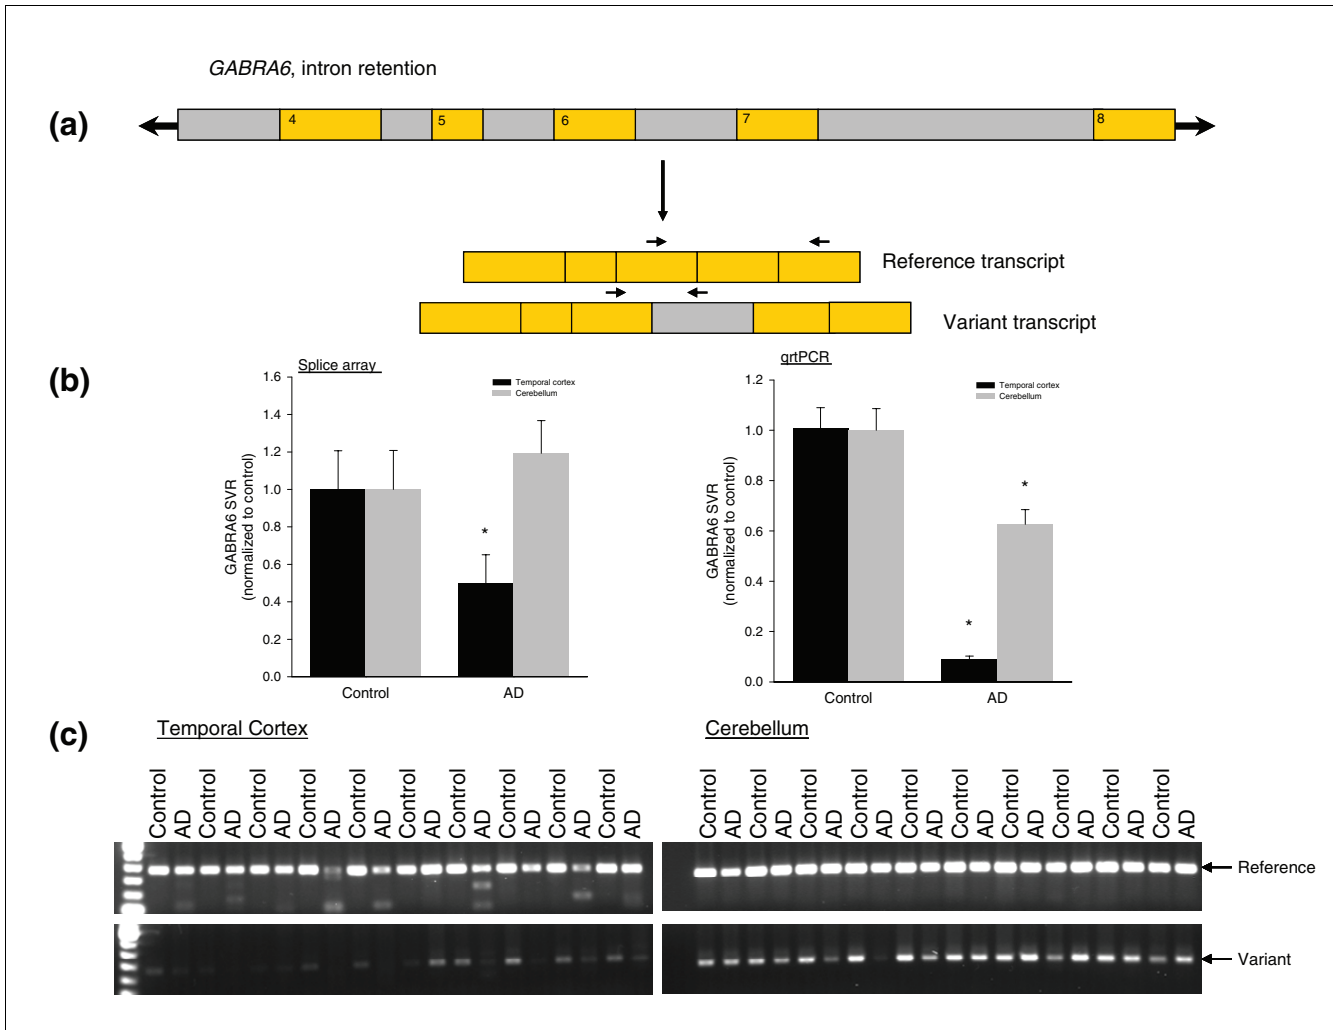 GABRA6, intron retention
(a)
4 5 6 7 8
Reference transcript
Variant transcript
(b)
Splice array
Temporal cortex
Cerebellum
GABRA6 SVR
(normalized to control)
1.6
1.4
1.2
1.0
0.8
0.6
0.4
0.2
0.0
*
Control AD
qrtPCR
Temporal cortex
Cerebellum
GABRA6 SVR
(normalized to control)
1.2
1.0
0.8
0.6
0.4
0.2
0.0
*
*
Control AD
(c)
Temporal Cortex
Control AD Control AD Control AD Control AD Control AD Control AD Control AD Control AD Control AD Control AD
Cerebellum
Control AD Control AD Control AD Control AD Control AD Control AD Control AD Control AD Control AD Control AD
Reference
Variant